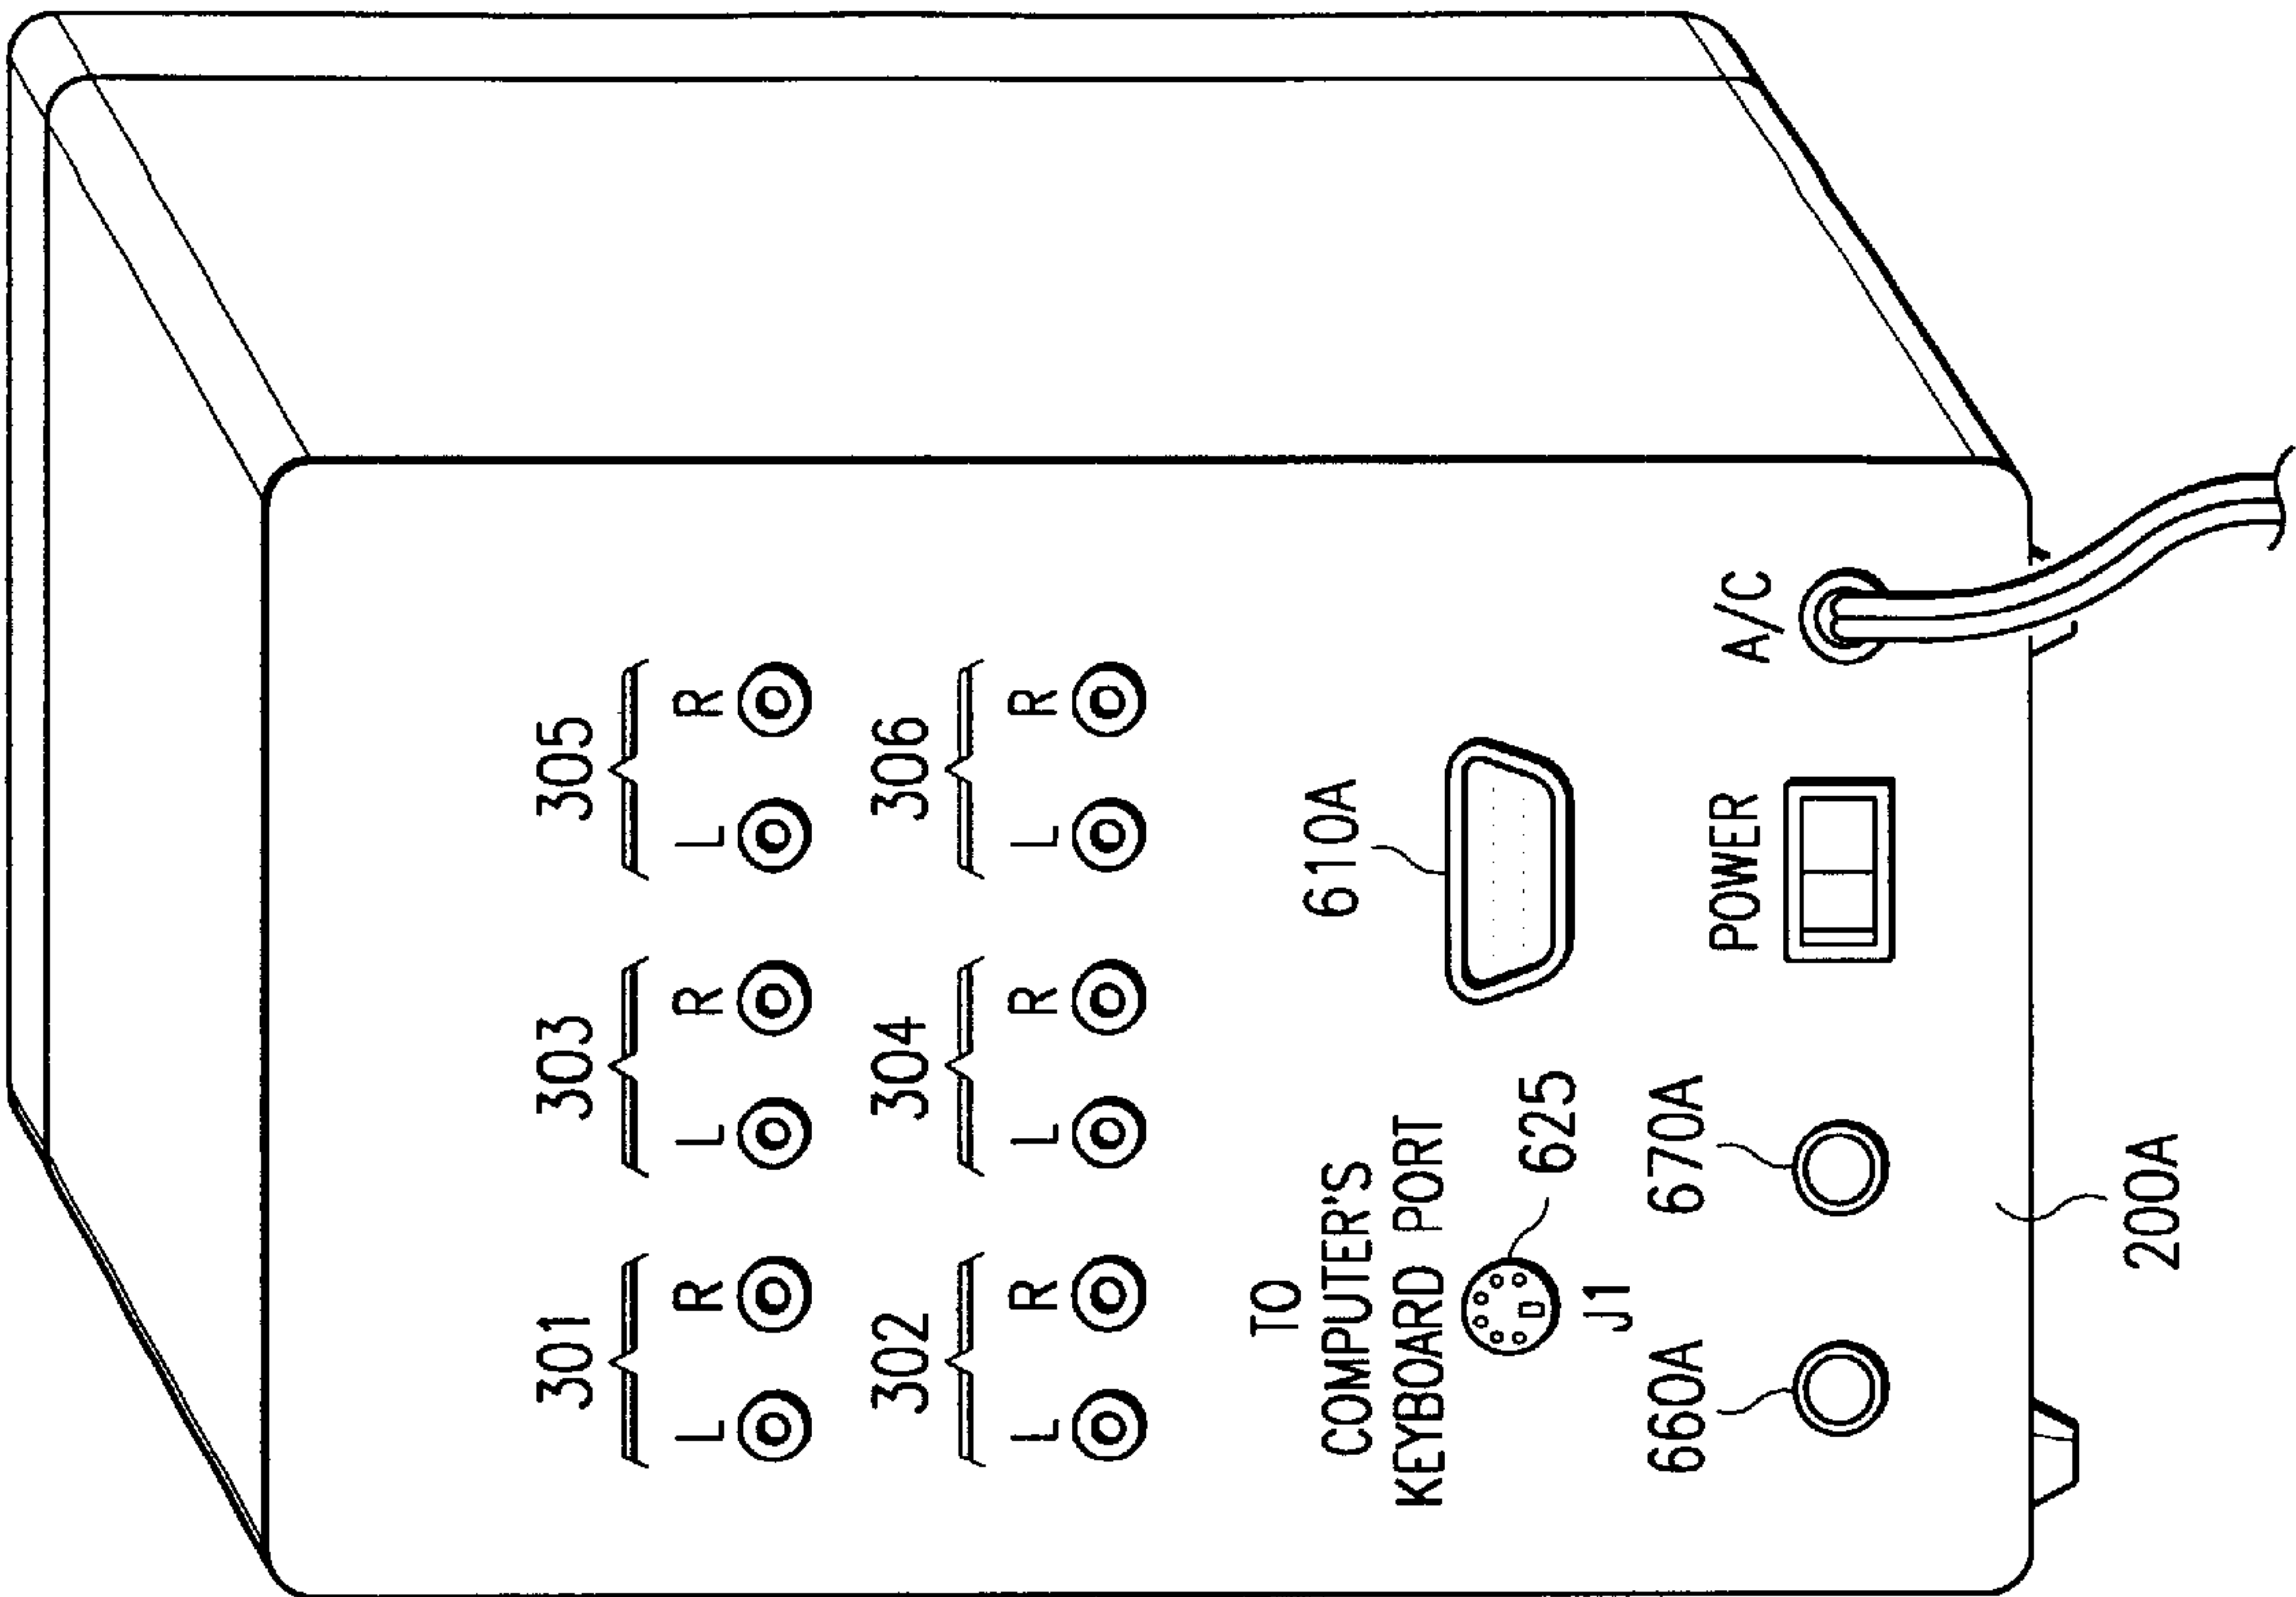 301
303
305
L R
L R
L R
302
304
306
L R
L R
L R
TO
COMPUTER'S
KEYBOARD PORT
625
J1
610A
660A
670A
POWER
A/C
200A